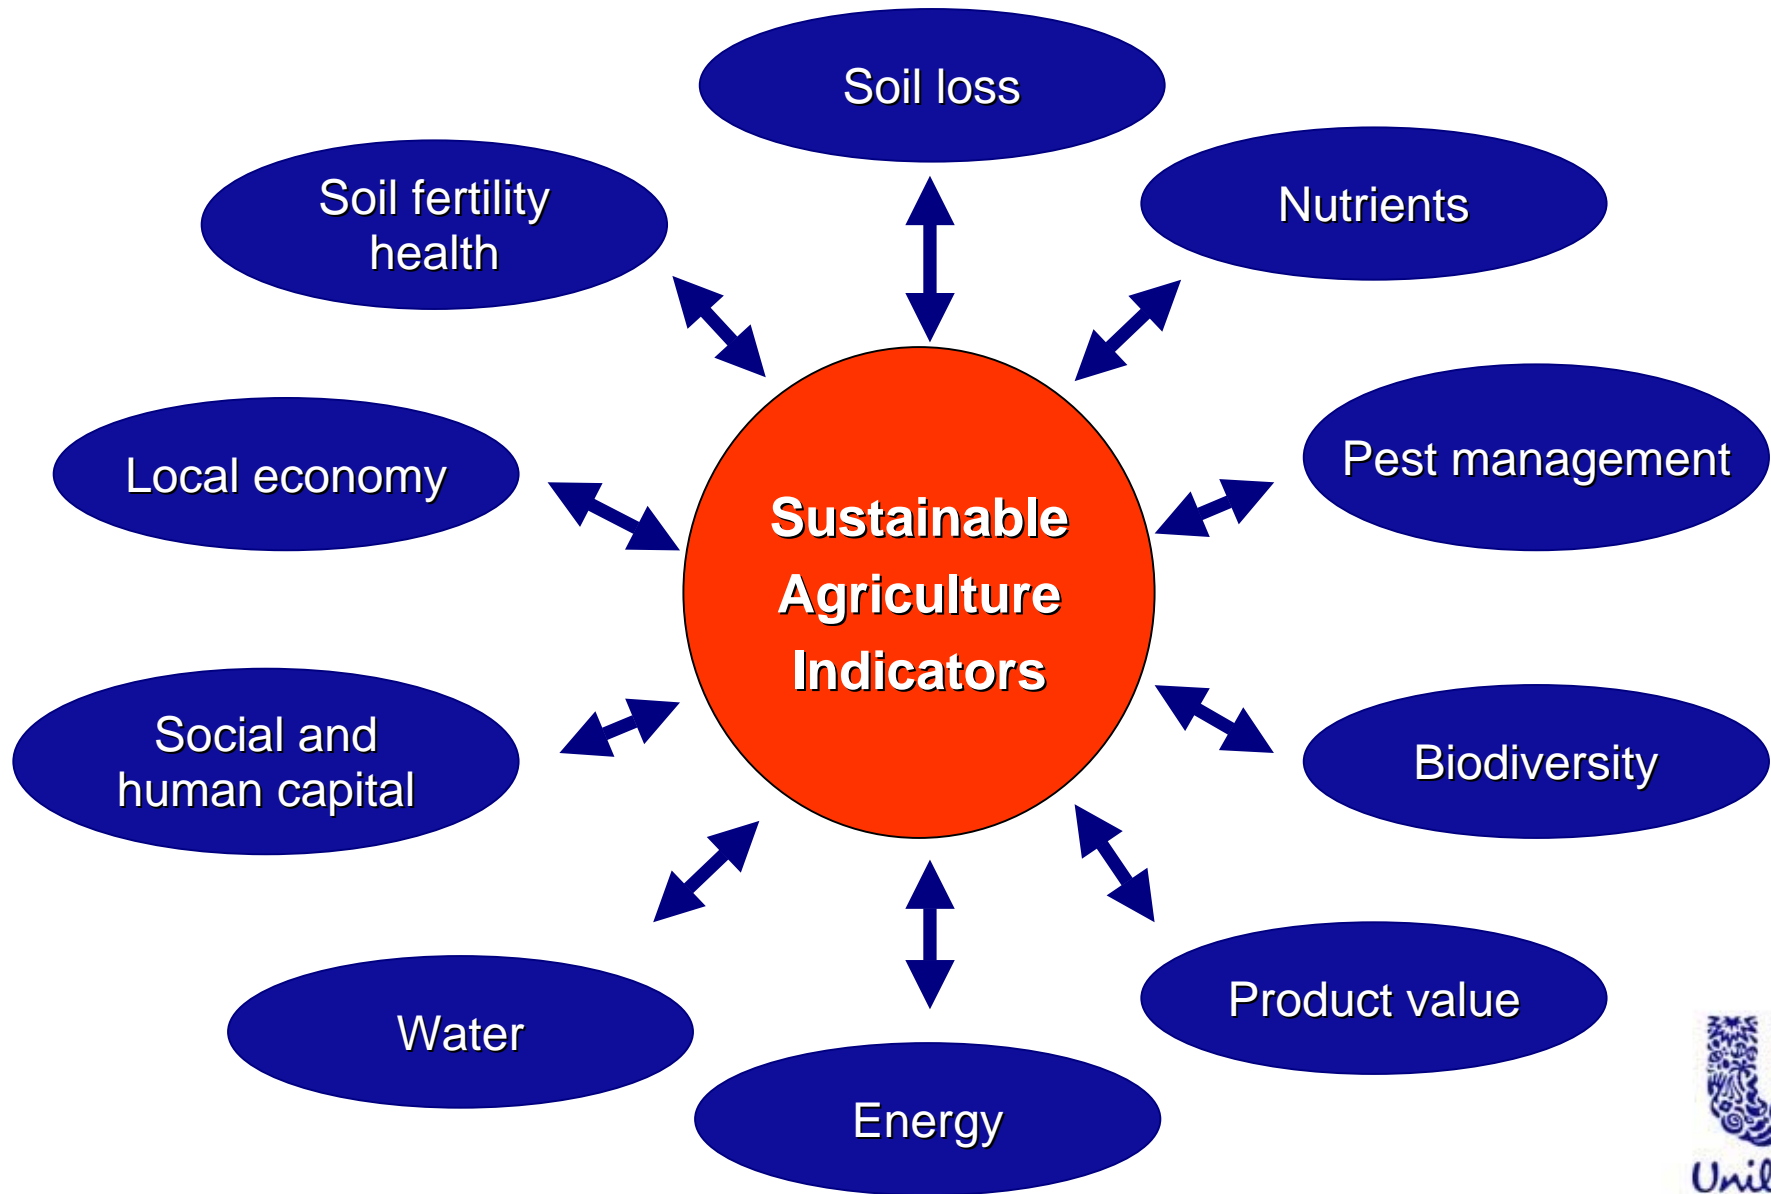 Soil loss
Soil fertility
health
Nutrients
Local economy
Pest management
Sustainable
Agriculture
Indicators
Social and
human capital
Biodiversity
Water
Product value
Energy